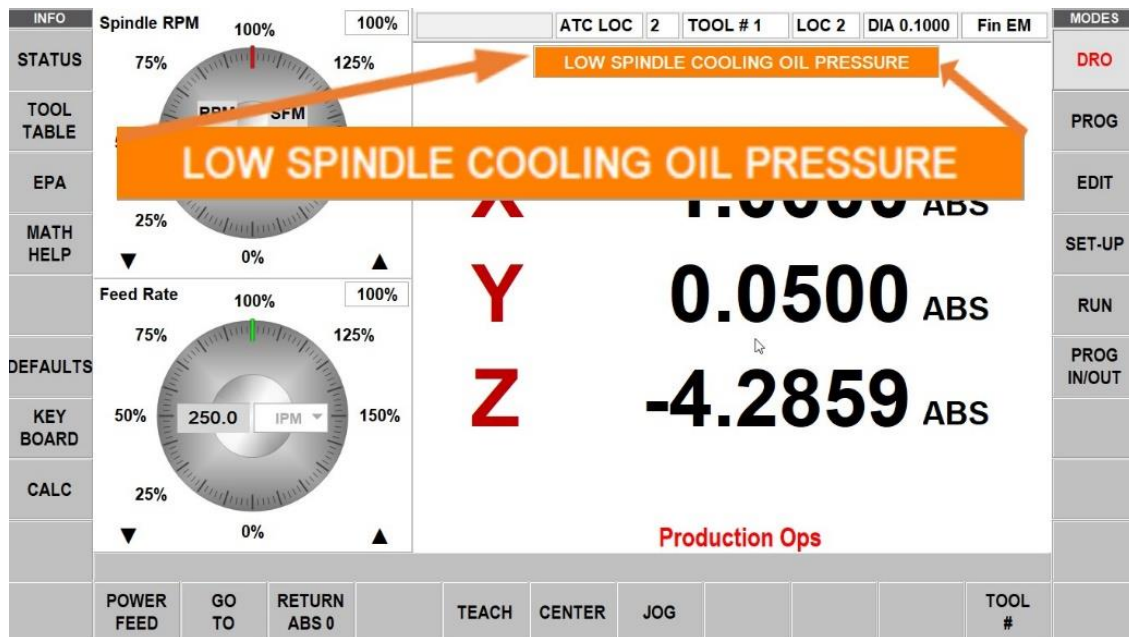 INFO
STATUS
TOOL
TABLE
EPA
MATH
HELP
DEFAULTS
KEY
BOARD
CALC
Spindle RPM
100%
100%
75%
125%
SFM
25%
0%
▼
▲
Feed Rate
100%
100%
75%
125%
50%
250.0
IPM
150%
25%
0%
▼
▲
ATC LOC 2 TOOL # 1 LOC 2 DIA 0.1000 Fin EM
LOW SPINDLE COOLING OIL PRESSURE
LOW SPINDLE COOLING OIL PRESSURE
X ABS
Y 0.0500 ABS
Z -4.2859 ABS
Production Ops
MODES
DRO
PROG
EDIT
SET-UP
RUN
PROG
IN/OUT
POWER
FEED
GO
TO
RETURN
ABS 0
TEACH
CENTER
JOG
TOOL
#